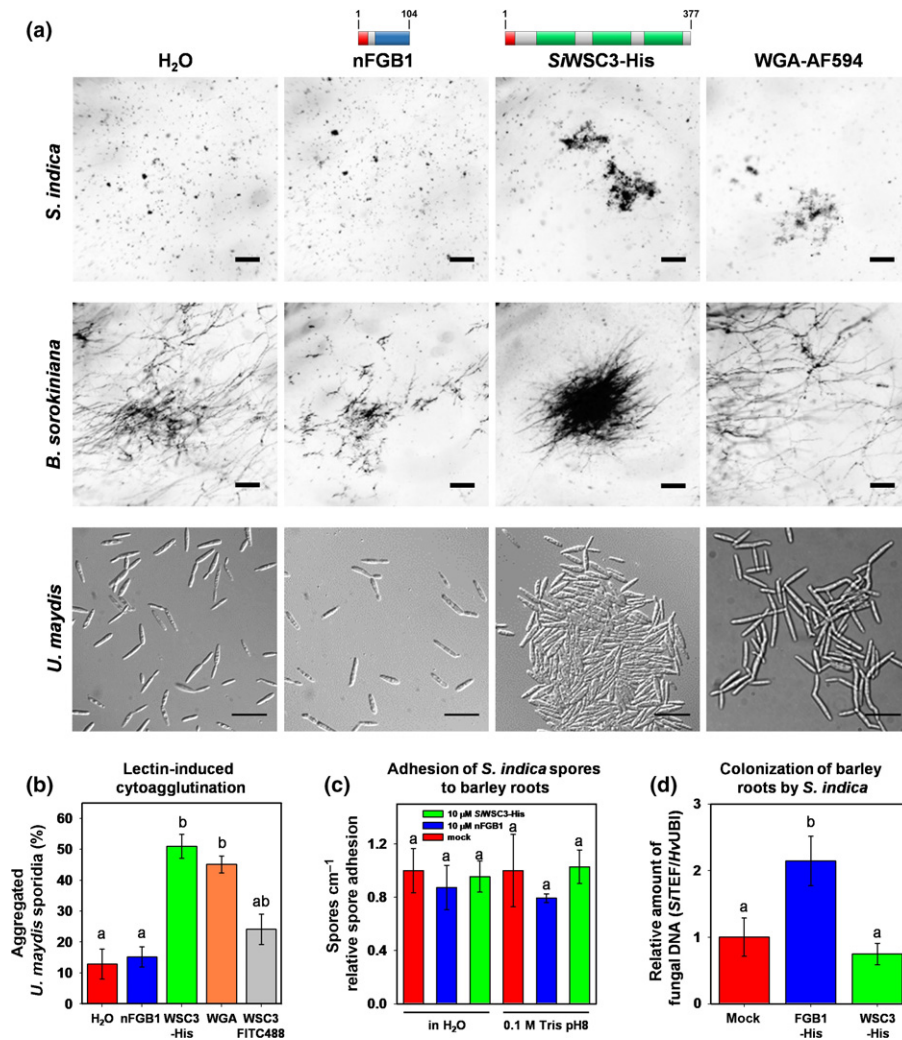 (a)
1 104
1 377
H2O nFGB1 SiWSC3-His WGA-AF594
S. indica
B. sorokiniana
U. maydis
(b) Lectin-induced
cytoagglutination
Aggregated
U. maydis sporidia (%)
60
50
40
30
20
10
0
a a b b ab
H2O nFGB1 WSC3 WGA WSC3
-His FITC488
(c) Adhesion of S. indica spores
to barley roots
Spores cm−1
relative spore adhesion
1.2
0.8
0.4
0.0
10 µM SiWSC3-His
10 µM nFGB1
mock
a a a a a a
in H2O 0.1 M Tris pH8
(d) Colonization of barley
roots by S. indica
Relative amount of
fungal DNA (SiTEF/HvUBI)
3
2
1
0
a b a
Mock FGB1 WSC3
-His -His